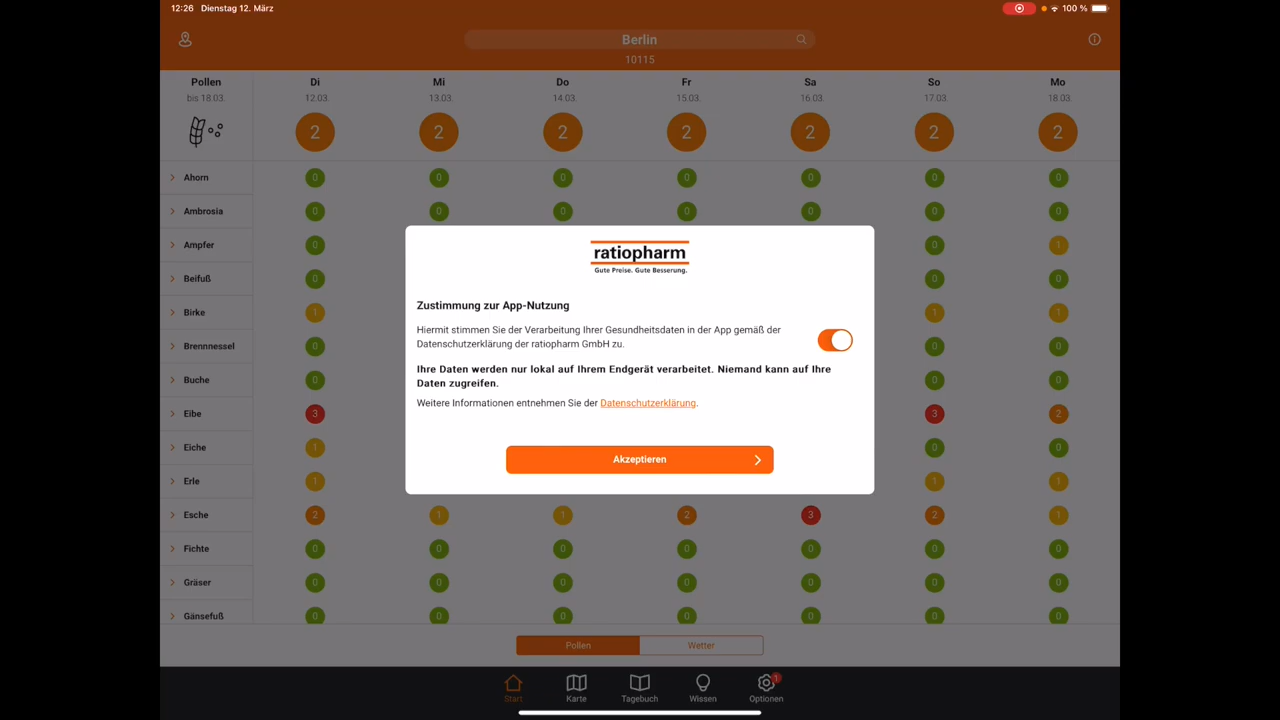 12:26 Dienstag 12. März 100 %
Berlin
10115
Pollen Di Mi Do Fr Sa So Mo
bis 18.03. 12.03. 13.03. 14.03. 15.03. 16.03. 17.03. 18.03.
2 2 2 2 2 2 2
Ahorn 0 0 0 0 0 0 0
Ambrosia 0 0 0 0 0 0 0
Ampfer 0 0 1
Beifuß 0 0 0
Birke 1 1 1
Brennnessel 0 0 0
Buche 0 0 0
Eibe 3 3 2
Eiche 1 0 0
Erle 1 1 1
Esche 2 1 1 2 3 2 1
Fichte 0 0 0 0 0 0 0
Gräser 0 0 0 0 0 0 0
Gänsefuß 0 0 0 0 0 0 0
ratiopharm
Gute Preise. Gute Besserung.
Zustimmung zur App-Nutzung
Hiermit stimmen Sie der Verarbeitung Ihrer Gesundheitsdaten in der App gemäß der
Datenschutzerklärung der ratiopharm GmbH zu.
Ihre Daten werden nur lokal auf Ihrem Endgerät verarbeitet. Niemand kann auf Ihre
Daten zugreifen.
Weitere Informationen entnehmen Sie der Datenschutzerklärung.
Akzeptieren
Pollen Wetter
1
Start Karte Tagebuch Wissen Optionen